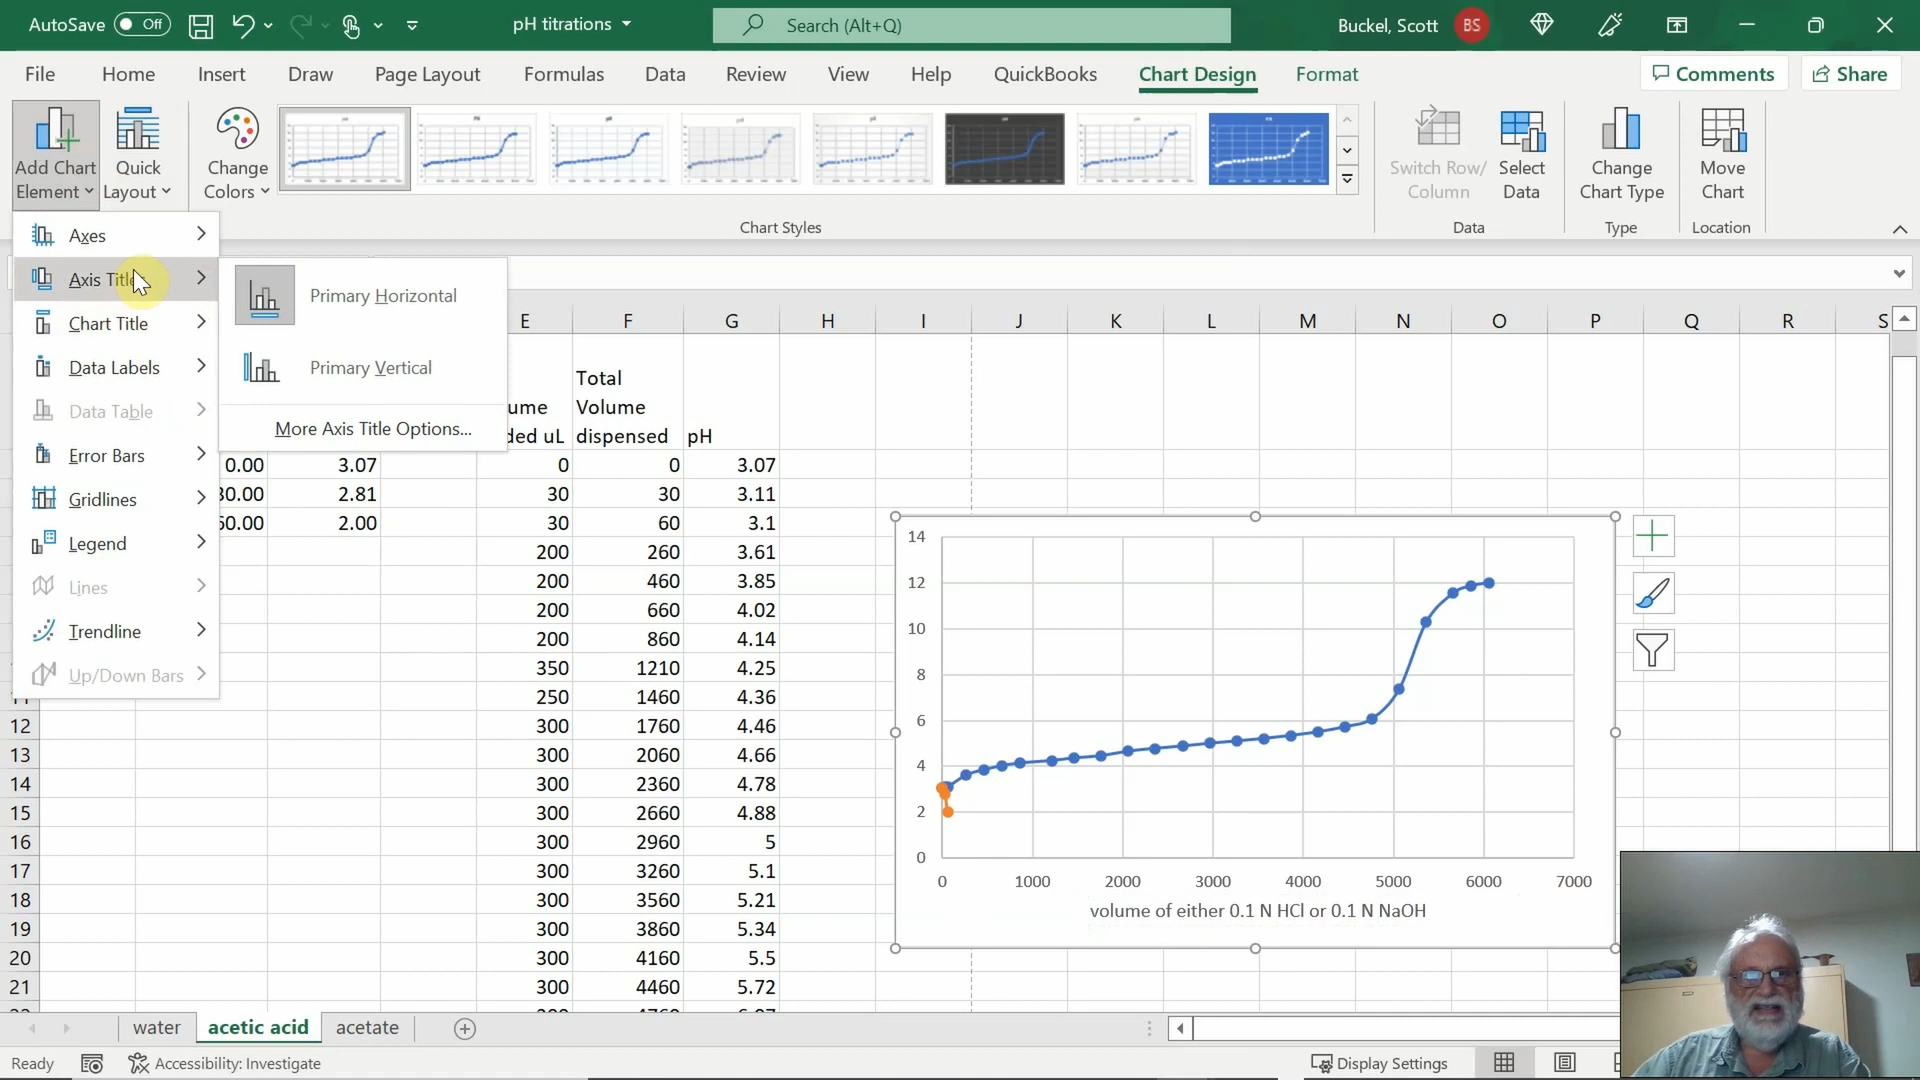 AutoSave Off pH titrations Search (Alt+Q) Buckel, Scott BS
File Home Insert Draw Page Layout Formulas Data Review View Help QuickBooks Chart Design Format Comments Share
Add Chart Element
Quick Layout
Change Colors
Switch Row/ Column
Select Data
Change Chart Type
Move Chart
Chart Styles Data Type Location
Axes
Axis Title
Chart Title
Data Labels
Data Table
Error Bars
Gridlines
Legend
Lines
Trendline
Up/Down Bars
Primary Horizontal
Primary Vertical
More Axis Title Options...
E F G H I J K L M N O P Q R S
Total
ume Volume
ded uL dispensed pH
0.00 3.07 0 0 3.07
30.00 2.81 30 30 3.11
60.00 2.00 30 60 3.1
200 260 3.61
200 460 3.85
200 660 4.02
200 860 4.14
350 1210 4.25
250 1460 4.36
12 300 1760 4.46
13 300 2060 4.66
14 300 2360 4.78
15 300 2660 4.88
16 300 2960 5
17 300 3260 5.1
18 300 3560 5.21
19 300 3860 5.34
20 300 4160 5.5
21 300 4460 5.72
14
12
10
8
6
4
2
0
0 1000 2000 3000 4000 5000 6000 7000
volume of either 0.1 N HCl or 0.1 N NaOH
water acetic acid acetate
Ready Accessibility: Investigate Display Settings